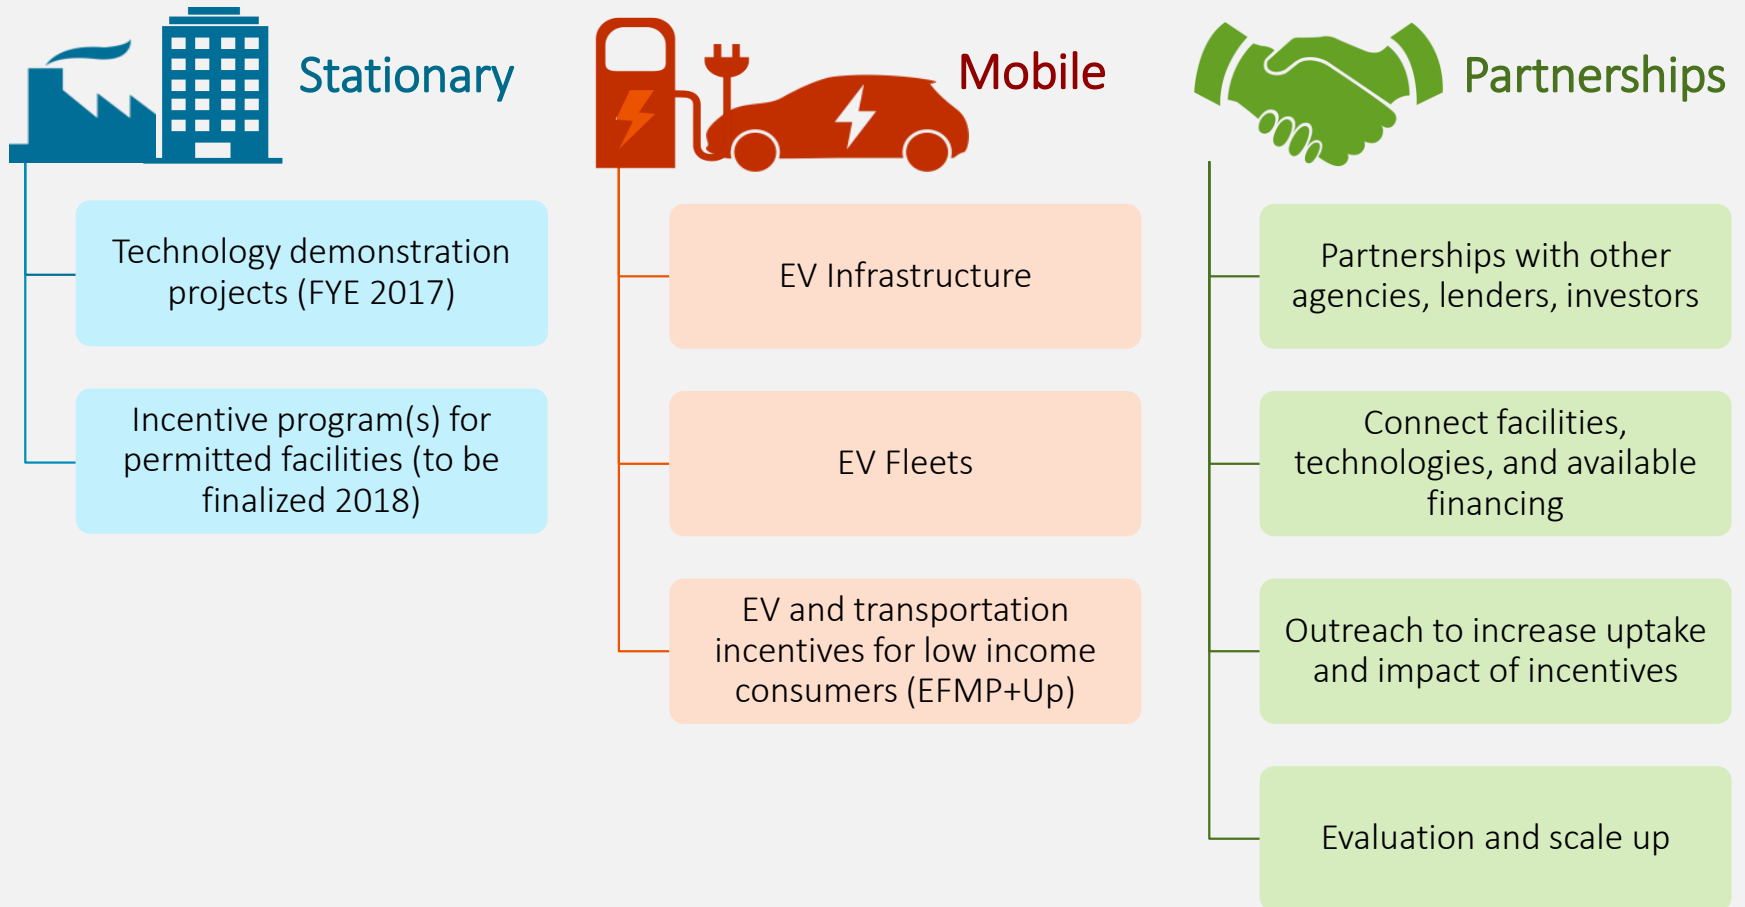 Stationary
Technology demonstration
projects (FYE 2017)
Incentive program(s) for
permitted facilities (to be
finalized 2018)
Mobile
EV Infrastructure
EV Fleets
EV and transportation
incentives for low income
consumers (EFMP+Up)
Partnerships
Partnerships with other
agencies, lenders, investors
Connect facilities,
technologies, and available
financing
Outreach to increase uptake
and impact of incentives
Evaluation and scale up